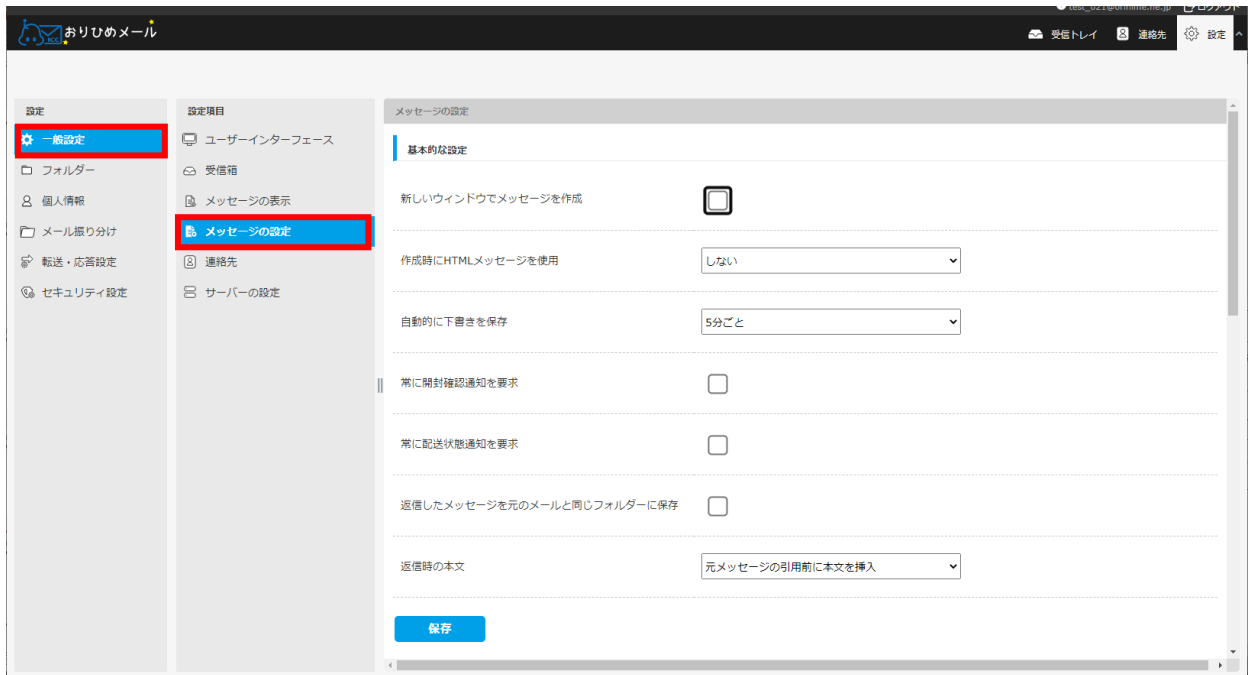 ログアウト
おりひめメール
BCC
受信トレイ
連絡先
設定
設定
一般設定
フォルダー
個人情報
メール振り分け
転送・応答設定
セキュリティ設定
設定項目
ユーザーインターフェース
受信箱
メッセージの表示
メッセージの設定
連絡先
サーバーの設定
メッセージの設定
基本的な設定
新しいウィンドウでメッセージを作成
作成時にHTMLメッセージを使用
しない
自動的に下書きを保存
5分ごと
常に開封確認通知を要求
常に配送状態通知を要求
返信したメッセージを元のメールと同じフォルダーに保存
返信時の本文
元メッセージの引用前に本文を挿入
保存